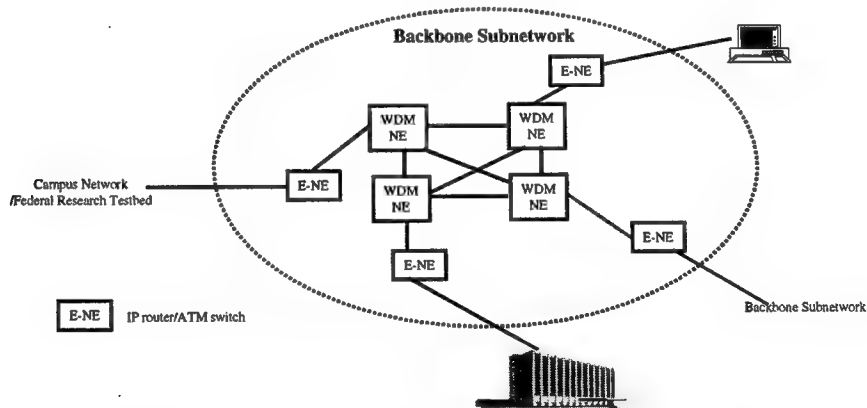 Backbone Subnetwork
E-NE
WDM
NE
WDM
NE
Campus Network
/Federal Research Testbed
E-NE
WDM
NE
WDM
NE
E-NE
E-NE
Backbone Subnetwork
E-NE
IP router/ATM switch